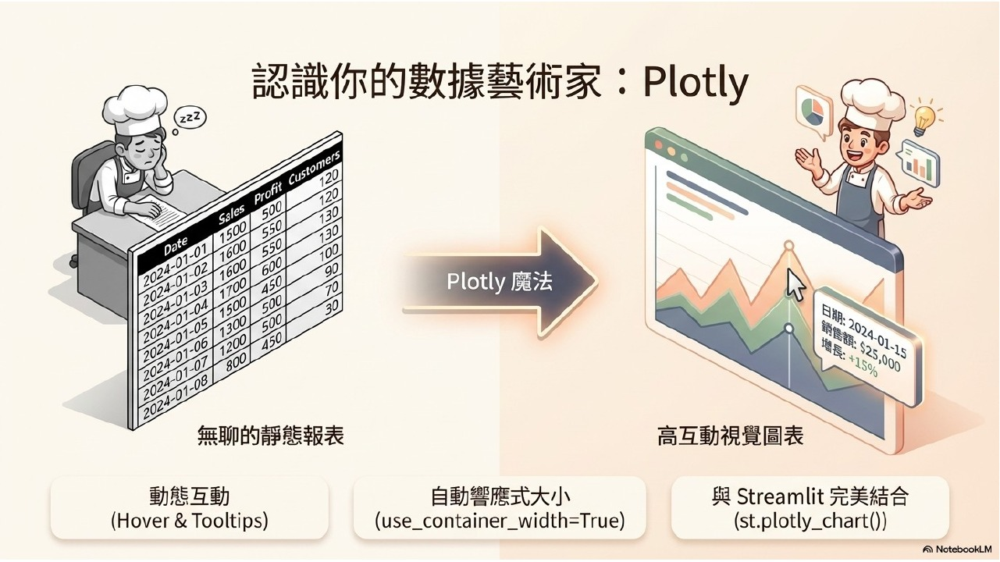 認識你的數據藝術家：Plotly
zzZ
Date Sales Profit Customers
2024-01-01 1500 500 120
2024-01-02 1600 550 120
2024-01-03 1600 550 130
2024-01-04 1700 600 130
2024-01-05 1500 450 100
2024-01-06 1300 500 90
2024-01-07 1200 500 70
2024-01-08 800 450 30
Plotly 魔法
日期: 2024-01-15
銷售額: $25,000
增長: +15%
無聊的靜態報表
高互動視覺圖表
動態互動
(Hover & Tooltips)
自動響應式大小
(use_container_width=True)
與 Streamlit 完美結合
(st.plotly_chart())
NotebookLM